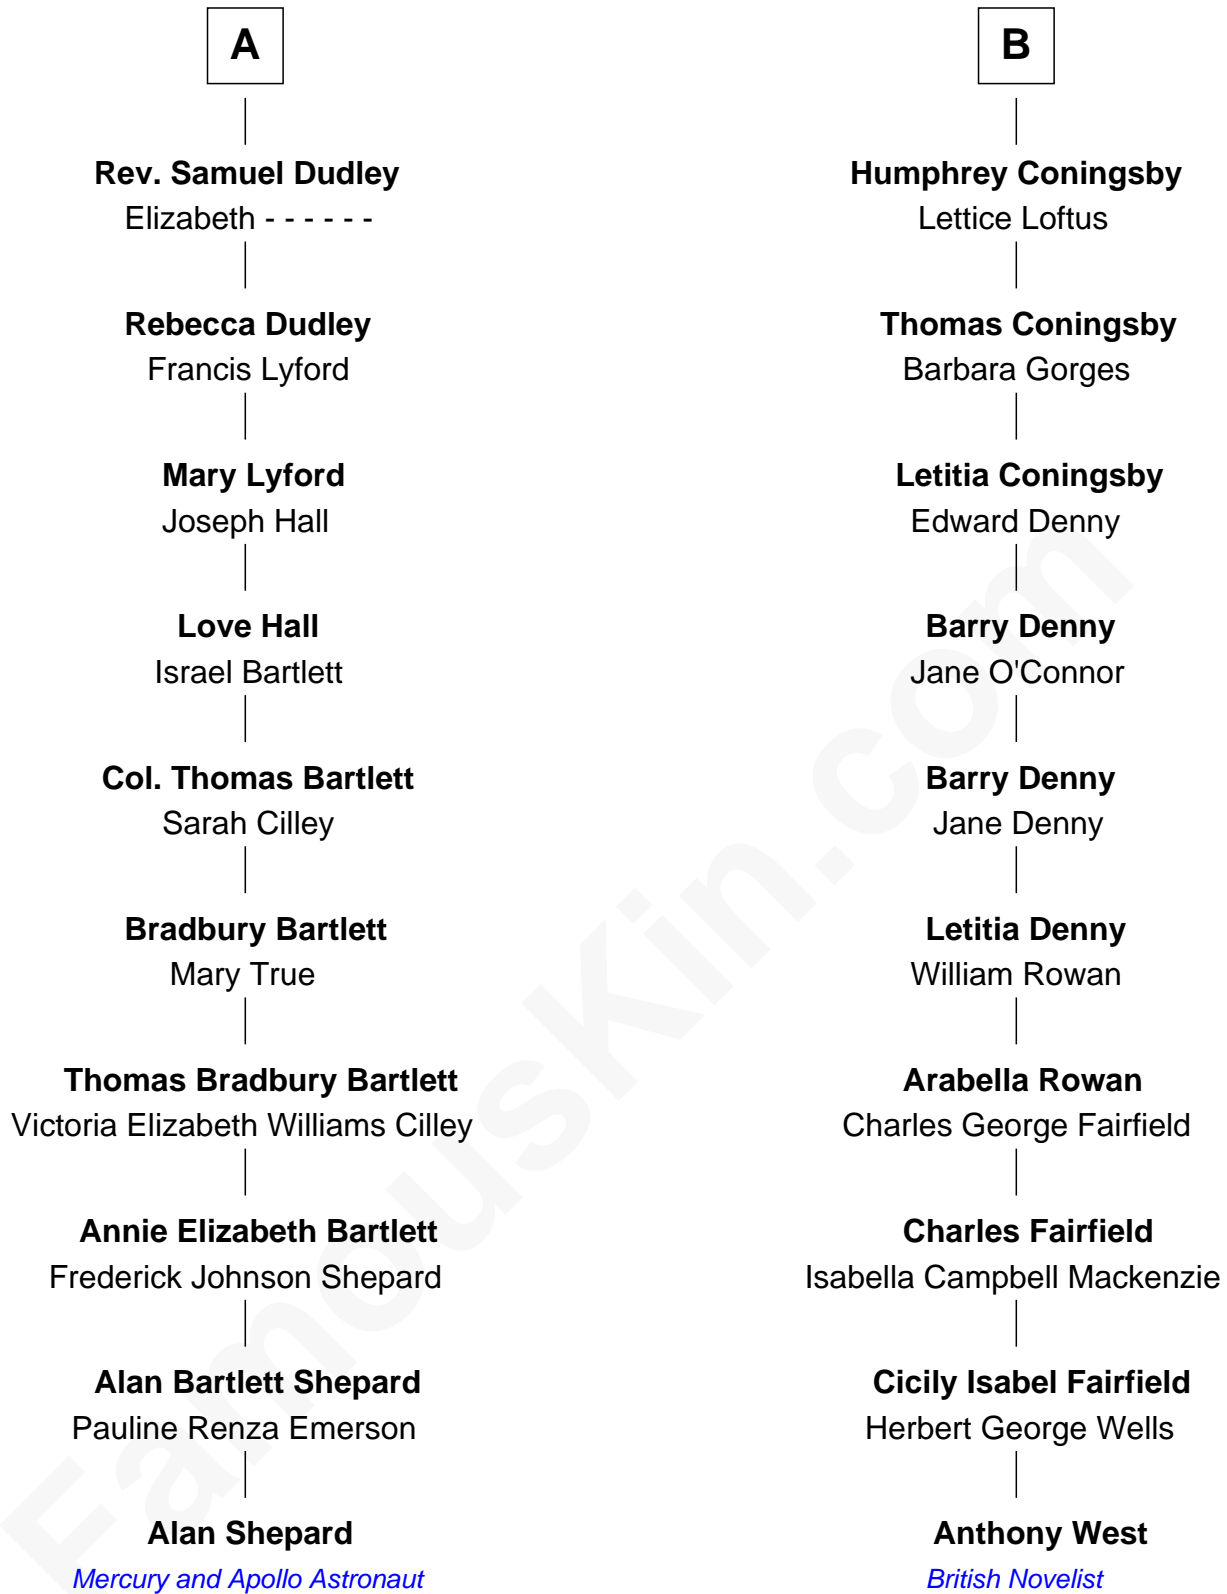 A
Rev. Samuel Dudley
Elizabeth - - - - - -
Rebecca Dudley
Francis Lyford
Mary Lyford
Joseph Hall
Love Hall
Israel Bartlett
Col. Thomas Bartlett
Sarah Cilley
Bradbury Bartlett
Mary True
Thomas Bradbury Bartlett
Victoria Elizabeth Williams Cilley
Annie Elizabeth Bartlett
Frederick Johnson Shepard
Alan Bartlett Shepard
Pauline Renza Emerson
Alan Shepard
Mercury and Apollo Astronaut
B
Humphrey Coningsby
Lettice Loftus
Thomas Coningsby
Barbara Gorges
Letitia Coningsby
Edward Denny
Barry Denny
Jane O'Connor
Barry Denny
Jane Denny
Letitia Denny
William Rowan
Arabella Rowan
Charles George Fairfield
Charles Fairfield
Isabella Campbell Mackenzie
Cicily Isabel Fairfield
Herbert George Wells
Anthony West
British Novelist
FamousKin.com